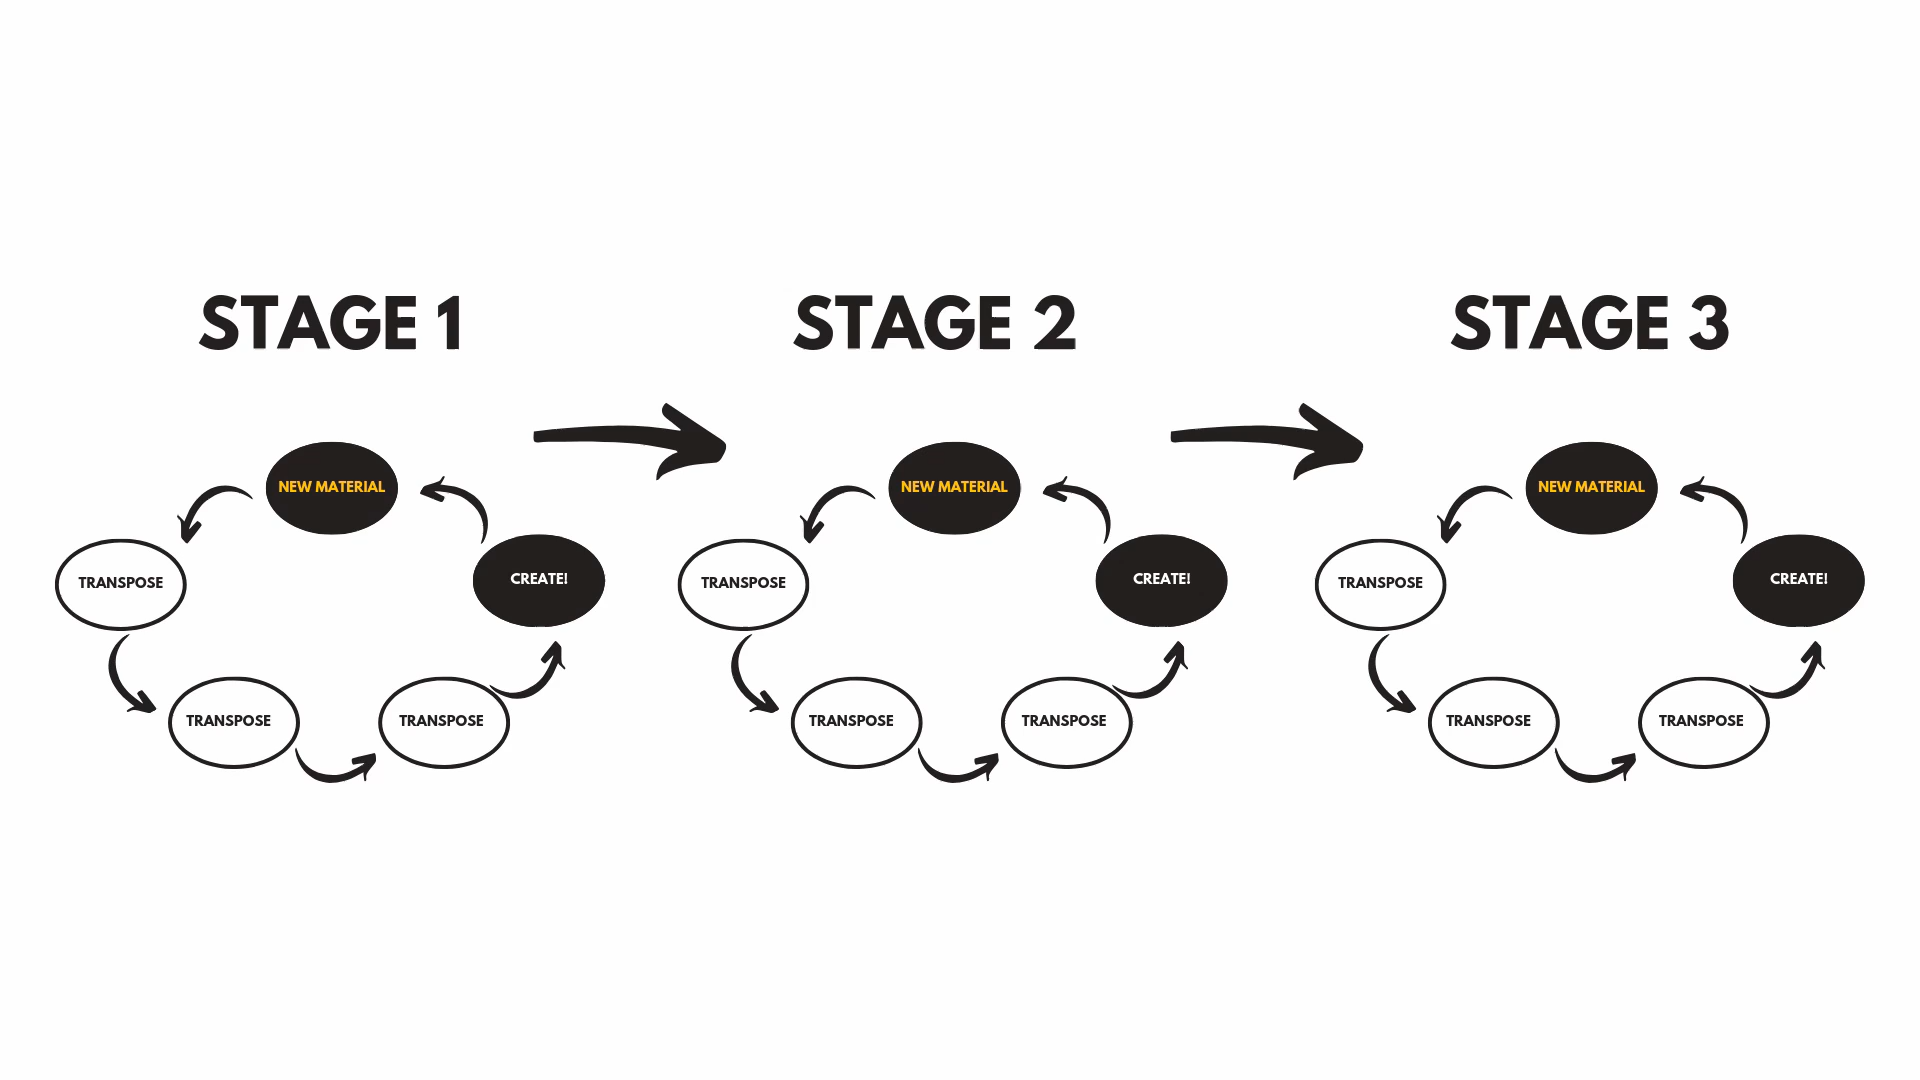 STAGE 1
NEW MATERIAL
TRANSPOSE
TRANSPOSE
TRANSPOSE
CREATE!
STAGE 2
NEW MATERIAL
TRANSPOSE
TRANSPOSE
TRANSPOSE
CREATE!
STAGE 3
NEW MATERIAL
TRANSPOSE
TRANSPOSE
TRANSPOSE
CREATE!